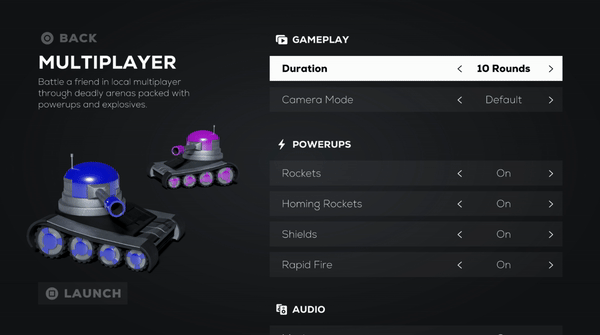 BACK
MULTIPLAYER
Battle a friend in local multiplayer
through deadly arenas packed with
powerups and explosives.
LAUNCH
GAMEPLAY
Duration < 10 Rounds >
Camera Mode < Default >
POWERUPS
Rockets < On >
Homing Rockets < On >
Shields < On >
Rapid Fire < On >
AUDIO